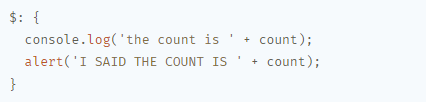 $: {
  console.log('the count is ' + count);
  alert('I SAID THE COUNT IS ' + count);
}